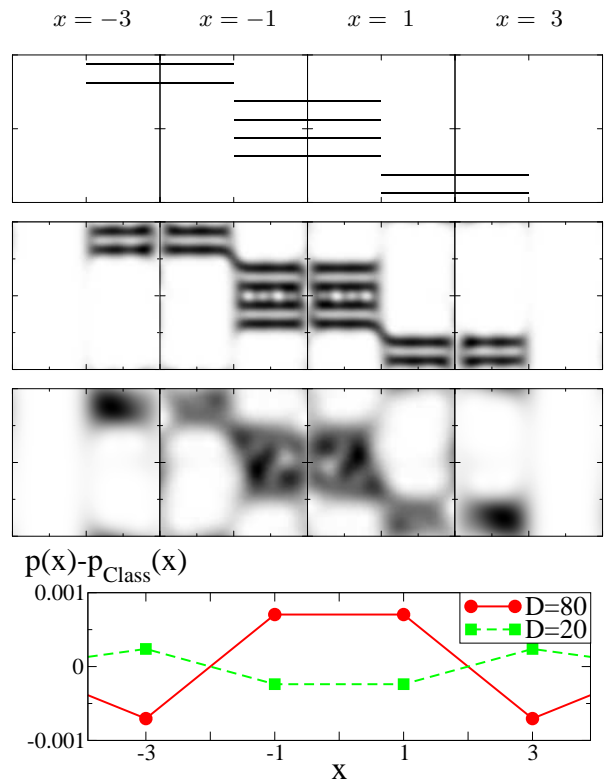 x = −3 x = −1 x = 1 x = 3
p(x)-p_Class(x)
0.001
0
-0.001
D=80
D=20
-3 -1 1 3
x